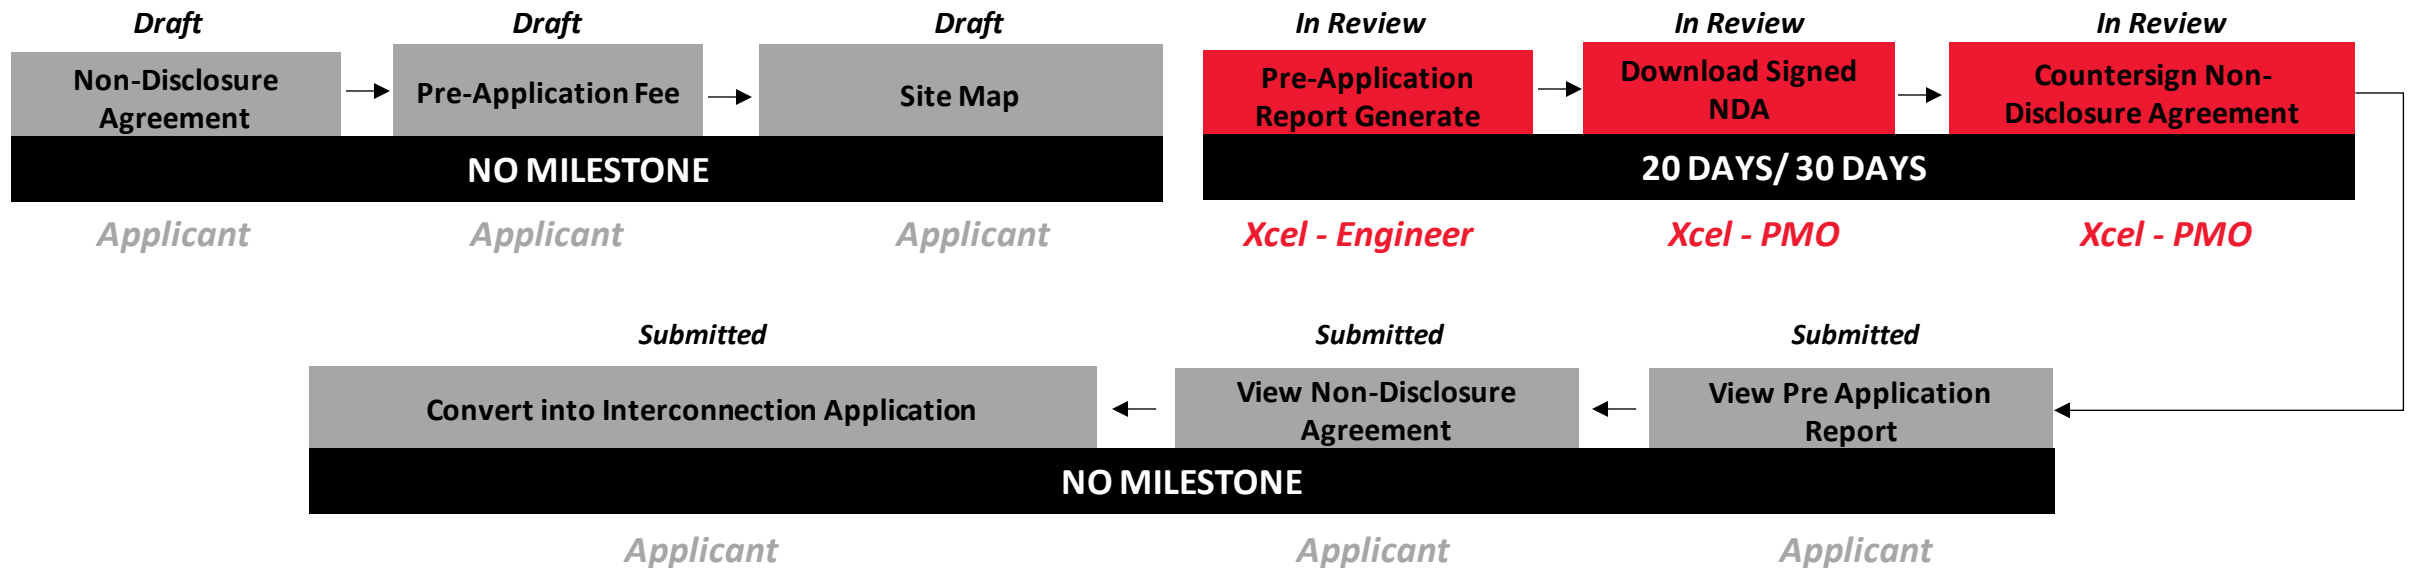 Draft
Draft
Draft
In Review
In Review
In Review
Non-Disclosure
Agreement
Pre-Application Fee
Site Map
Pre-Application
Report Generate
Download Signed
NDA
Countersign Non-
Disclosure Agreement
NO MILESTONE
20 DAYS/ 30 DAYS
Applicant
Applicant
Applicant
Xcel - Engineer
Xcel - PMO
Xcel - PMO
Submitted
Submitted
Submitted
Convert into Interconnection Application
View Non-Disclosure
Agreement
View Pre Application
Report
NO MILESTONE
Applicant
Applicant
Applicant